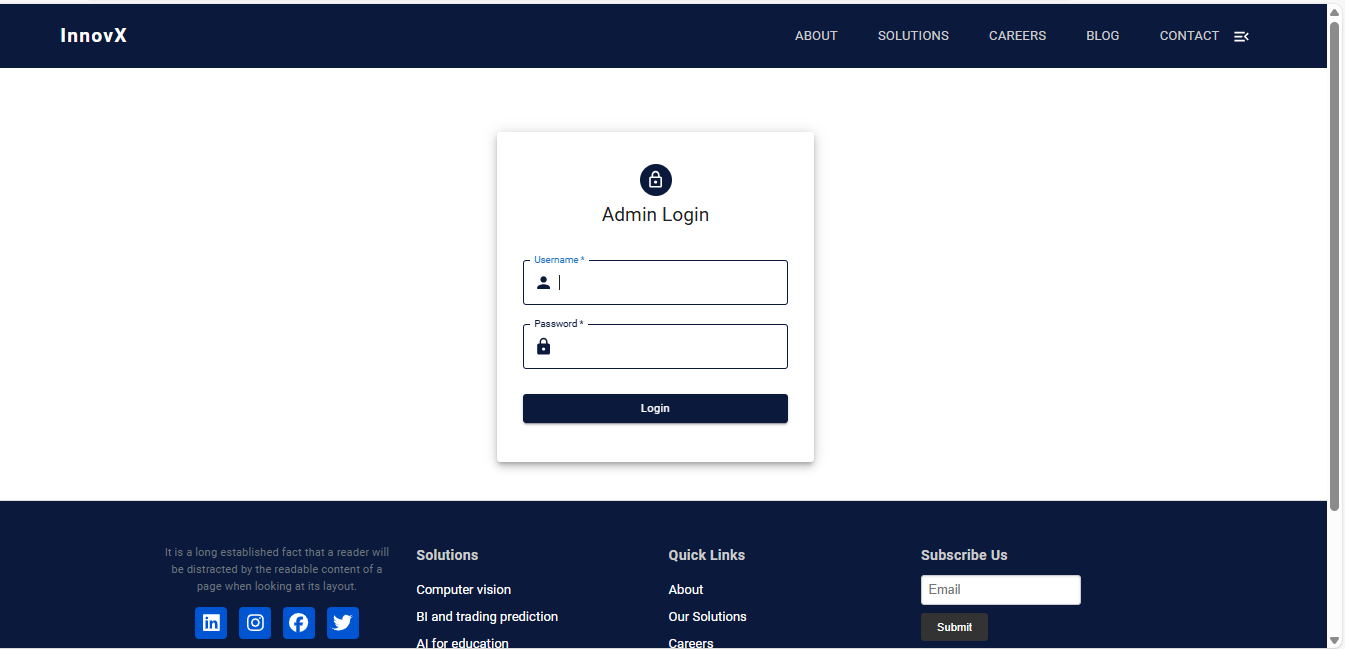 InnovX
ABOUT
SOLUTIONS
CAREERS
BLOG
CONTACT
Admin Login
Username *
Password *
Login
It is a long established fact that a reader will
be distracted by the readable content of a
page when looking at its layout.
Solutions
Computer vision
BI and trading prediction
AI for education
Quick Links
About
Our Solutions
Careers
Subscribe Us
Email
Submit